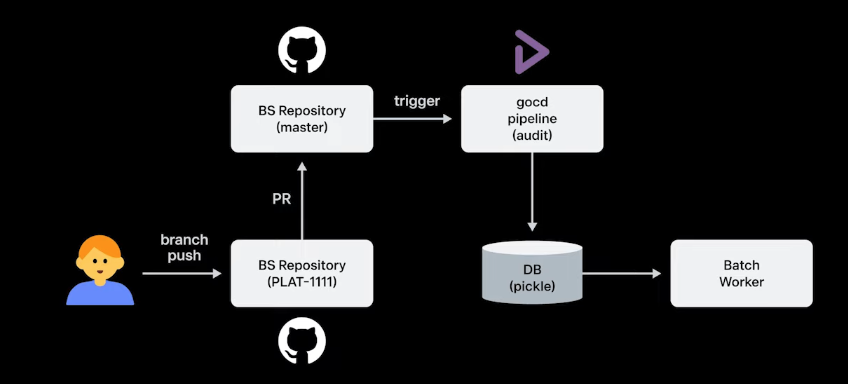 BS Repository
(master)
trigger
gocd
pipeline
(audit)
PR
branch
push
BS Repository
(PLAT-1111)
DB
(pickle)
Batch
Worker